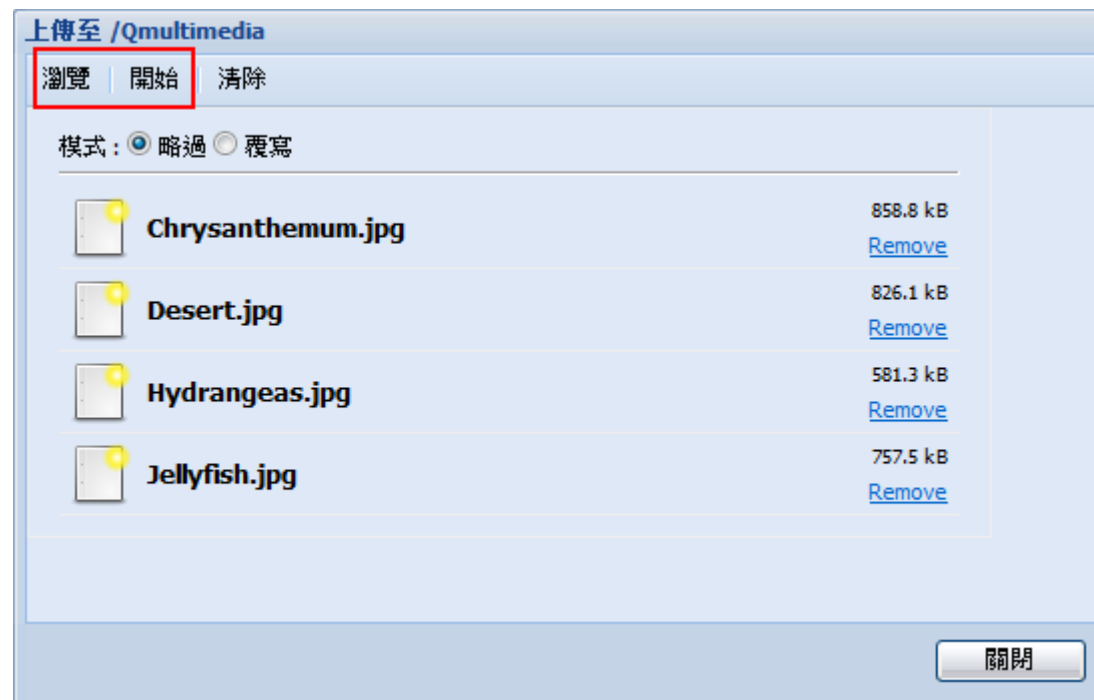 上傳至 /Qmultimedia
瀏覽 開始 清除
模式 : 略過 覆寫
Chrysanthemum.jpg 858.8 kB
Remove
Desert.jpg 826.1 kB
Remove
Hydrangeas.jpg 581.3 kB
Remove
Jellyfish.jpg 757.5 kB
Remove
關閉